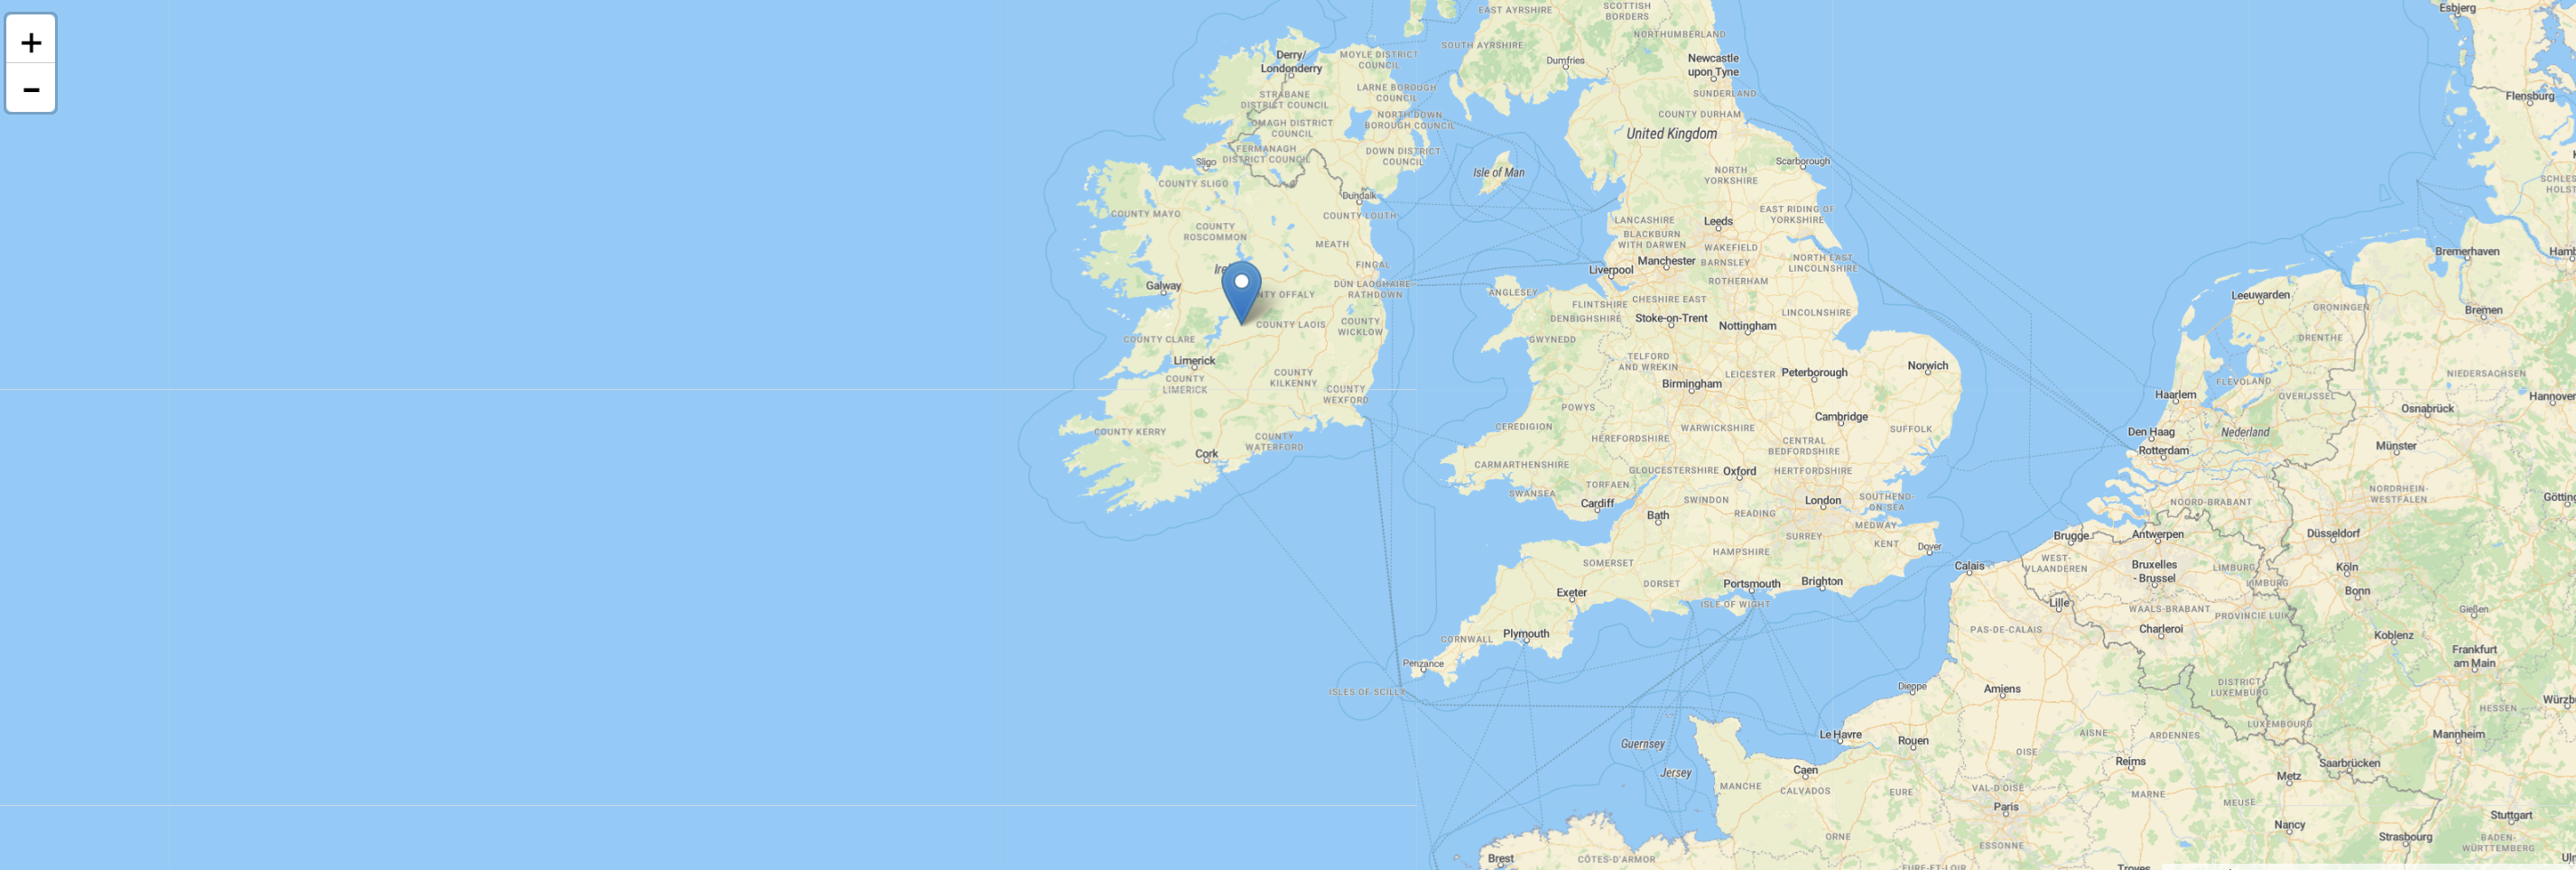 +
−
EAST AYRSHIRE
SCOTTISH
BORDERS
Esbjerg
NORTHUMBERLAND
SOUTH AYRSHIRE
Derry/
Londonderry
MOYLE DISTRICT
COUNCIL
Dumfries
Newcastle
upon Tyne
STRABANE
DISTRICT COUNCIL
LARNE BOROUGH
COUNCIL
SUNDERLAND
Flensburg
OMAGH DISTRICT
COUNCIL
NORTH DOWN
BOROUGH COUNCIL
COUNTY DURHAM
United Kingdom
FERMANAGH
DISTRICT COUNCIL
DOWN DISTRICT
COUNCIL
Sligo
Scarborough
COUNTY SLIGO
Isle of Man
NORTH
YORKSHIRE
SCHLES
HOLST
Dundalk
COUNTY MAYO
COUNTY LOUTH
LANCASHIRE
Leeds
EAST RIDING OF
YORKSHIRE
COUNTY
ROSCOMMON
MEATH
BLACKBURN
WITH DARWEN
WAKEFIELD
Bremerhaven
Hamb
Ire
FINGAL
Liverpool
Manchester
BARNSLEY
NORTH EAST
LINCOLNSHIRE
Galway
NTY OFFALY
DÚN LAOGHAIRE
RATHDOWN
ANGLESEY
FLINTSHIRE
CHESHIRE EAST
ROTHERHAM
Leeuwarden
GRONINGEN
Bremen
COUNTY LAOIS
COUNTY
WICKLOW
DENBIGHSHIRE
Stoke-on-Trent
Nottingham
LINCOLNSHIRE
COUNTY CLARE
GWYNEDD
DRENTHE
Limerick
TELFORD
AND WREKIN
LEICESTER
Peterborough
Norwich
COUNTY
LIMERICK
COUNTY
KILKENNY
COUNTY
WEXFORD
Birmingham
FLEVOLAND
NIEDERSACHSEN
Haarlem
OVERIJSSEL
Hannover
POWYS
Cambridge
Osnabrück
COUNTY KERRY
COUNTY
WATERFORD
CEREDIGION
HEREFORDSHIRE
WARWICKSHIRE
CENTRAL
BEDFORDSHIRE
SUFFOLK
Den Haag
Nederland
Cork
Rotterdam
Münster
CARMARTHENSHIRE
GLOUCESTERSHIRE
Oxford
HERTFORDSHIRE
SWANSEA
TORFAEN
Cardiff
SWINDON
London
SOUTHEND-
ON-SEA
NOORD-BRABANT
NORDRHEIN-
WESTFALEN
Götting
Bath
READING
MEDWAY
SURREY
KENT
Dover
Brugge
Antwerpen
Düsseldorf
HAMPSHIRE
SOMERSET
Calais
WEST-
VLAANDEREN
Bruxelles
- Brussel
LIMBURG
LIMBURG
Köln
Exeter
DORSET
Portsmouth
Brighton
Bonn
ISLE OF WIGHT
Lille
WAALS-BRABANT
PROVINCIE LUIK
Gießen
CORNWALL
Plymouth
PAS-DE-CALAIS
Charleroi
Koblenz
Penzance
Frankfurt
am Main
ISLES OF SCILLY
Dieppe
Amiens
DISTRICT
LUXEMBURG
Würzb
HESSEN
Le Havre
Rouen
AISNE
ARDENNES
LUXEMBOURG
Mannheim
Guernsey
OISE
Reims
Saarbrücken
Jersey
Caen
Metz
MANCHE
CALVADOS
EURE
VAL-D'OISE
MARNE
MEUSE
Paris
Stuttgart
Nancy
ORNE
ESSONNE
Strasbourg
BADEN-
WÜRTTEMBERG
Brest
CÔTES-D'ARMOR
Ulm
EURE-ET-LOIR
Troyes